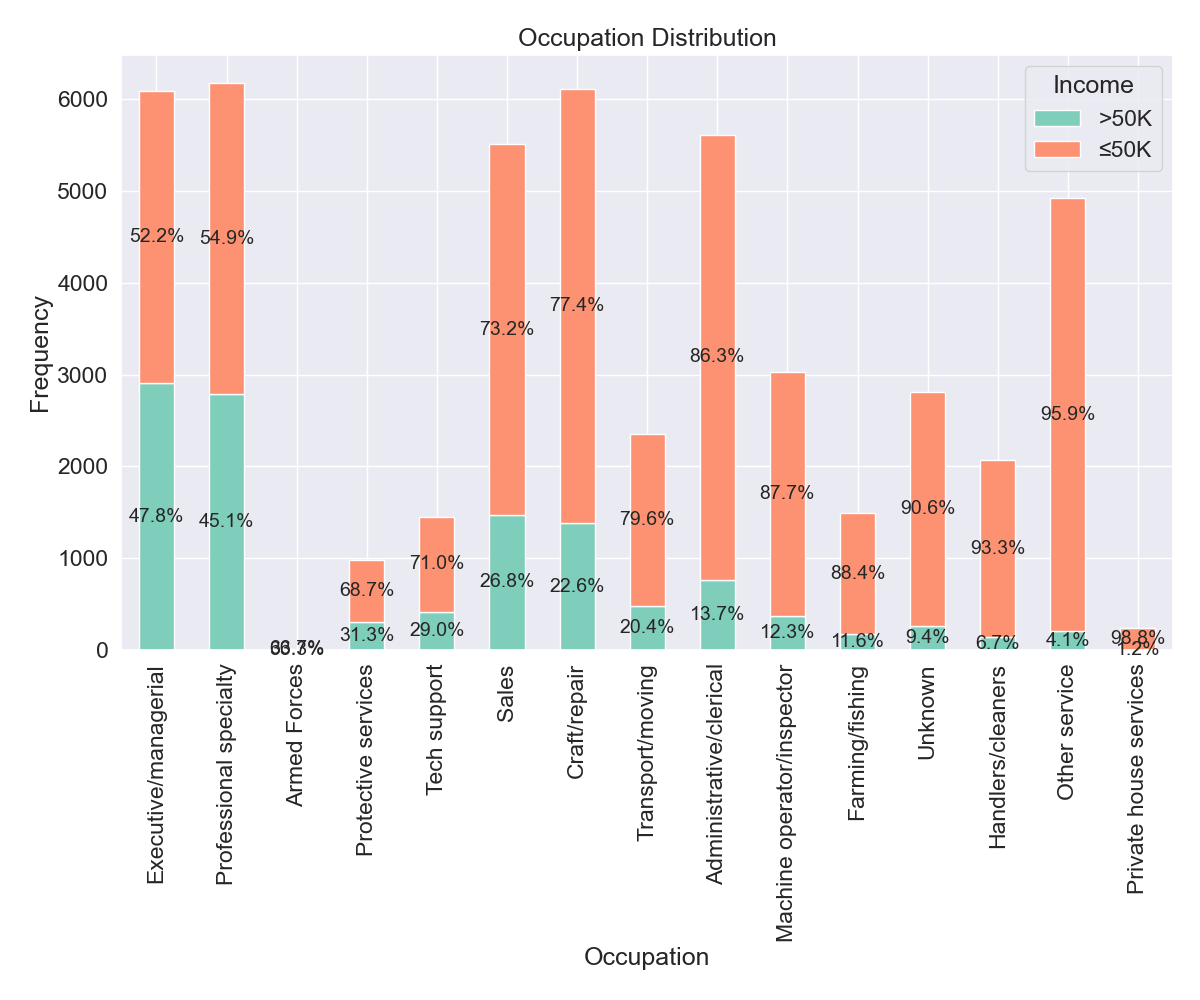 Occupation Distribution
Income
>50K
≤50K
Frequency
6000
5000
4000
3000
2000
1000
0
52.2%
47.8%
54.9%
45.1%
68.7%
31.3%
71.0%
29.0%
73.2%
26.8%
77.4%
22.6%
79.6%
20.4%
86.3%
13.7%
87.7%
12.3%
88.4%
11.6%
90.6%
9.4%
93.3%
6.7%
95.9%
4.1%
98.8%
1.2%
Executive/managerial
Professional specialty
Armed Forces
Protective services
Tech support
Sales
Craft/repair
Transport/moving
Administrative/clerical
Machine operator/inspector
Farming/fishing
Unknown
Handlers/cleaners
Other service
Private house services
Occupation